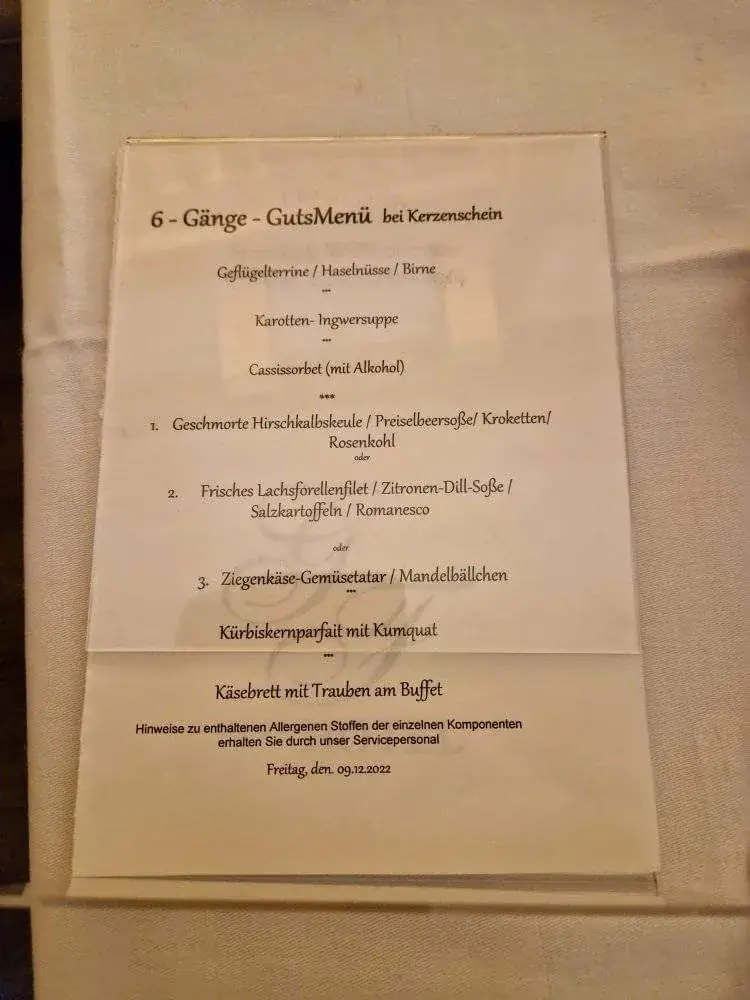 6 - Gänge - GutsMenü bei Kerzenschein
Geflügelterrine / Haselnüsse / Birne
***
Karotten- Ingwersuppe
***
Cassissorbet (mit Alkohol)
***
1. Geschmorte Hirschkalbskeule / Preiselbeersoße/ Kroketten/
Rosenkohl
oder
2. Frisches Lachsforellenfilet / Zitronen-Dill-Soße /
Salzkartoffeln / Romanesco
oder
3. Ziegenkäse-Gemüsetatar / Mandelbällchen
***
Kürbiskernparfait mit Kumquat
***
Käsebrett mit Trauben am Buffet
Hinweise zu enthaltenen Allergenen Stoffen der einzelnen Komponenten
erhalten Sie durch unser Servicepersonal
Freitag, den. 09.12.2022